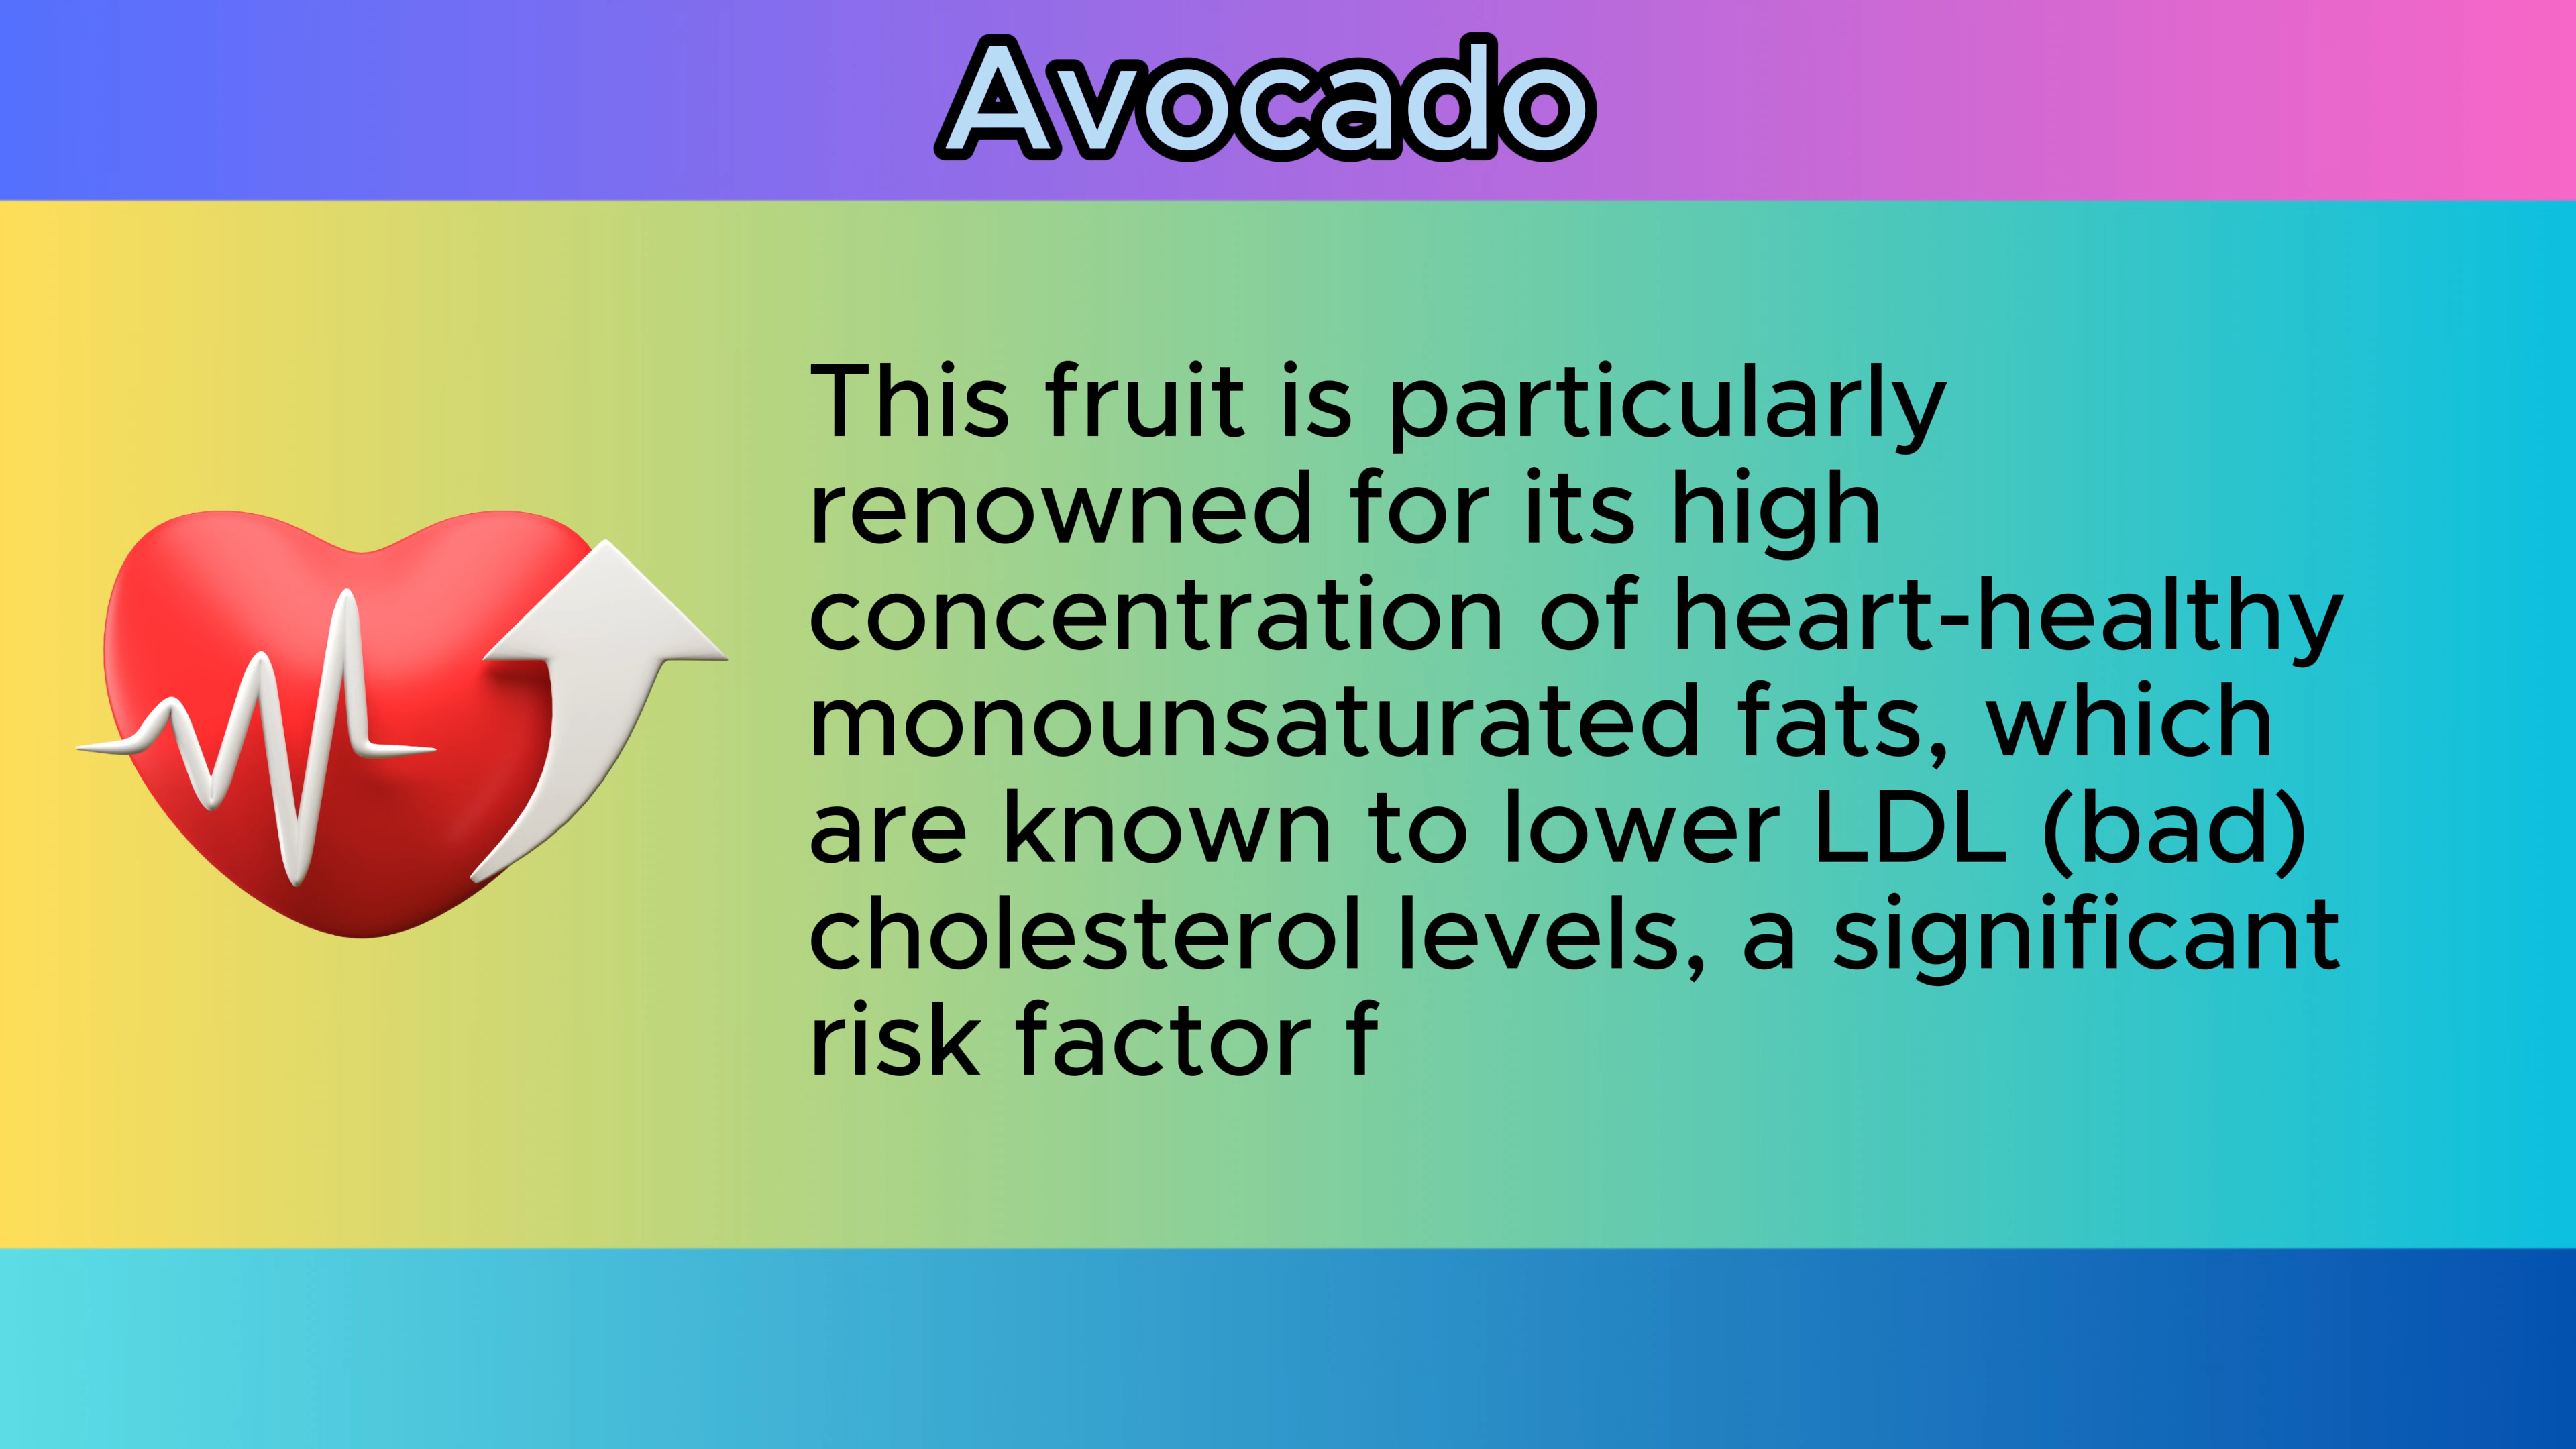 Avocado
This fruit is particularly
renowned for its high
concentration of heart-healthy
monounsaturated fats, which
are known to lower LDL (bad)
cholesterol levels, a significant
risk factor f